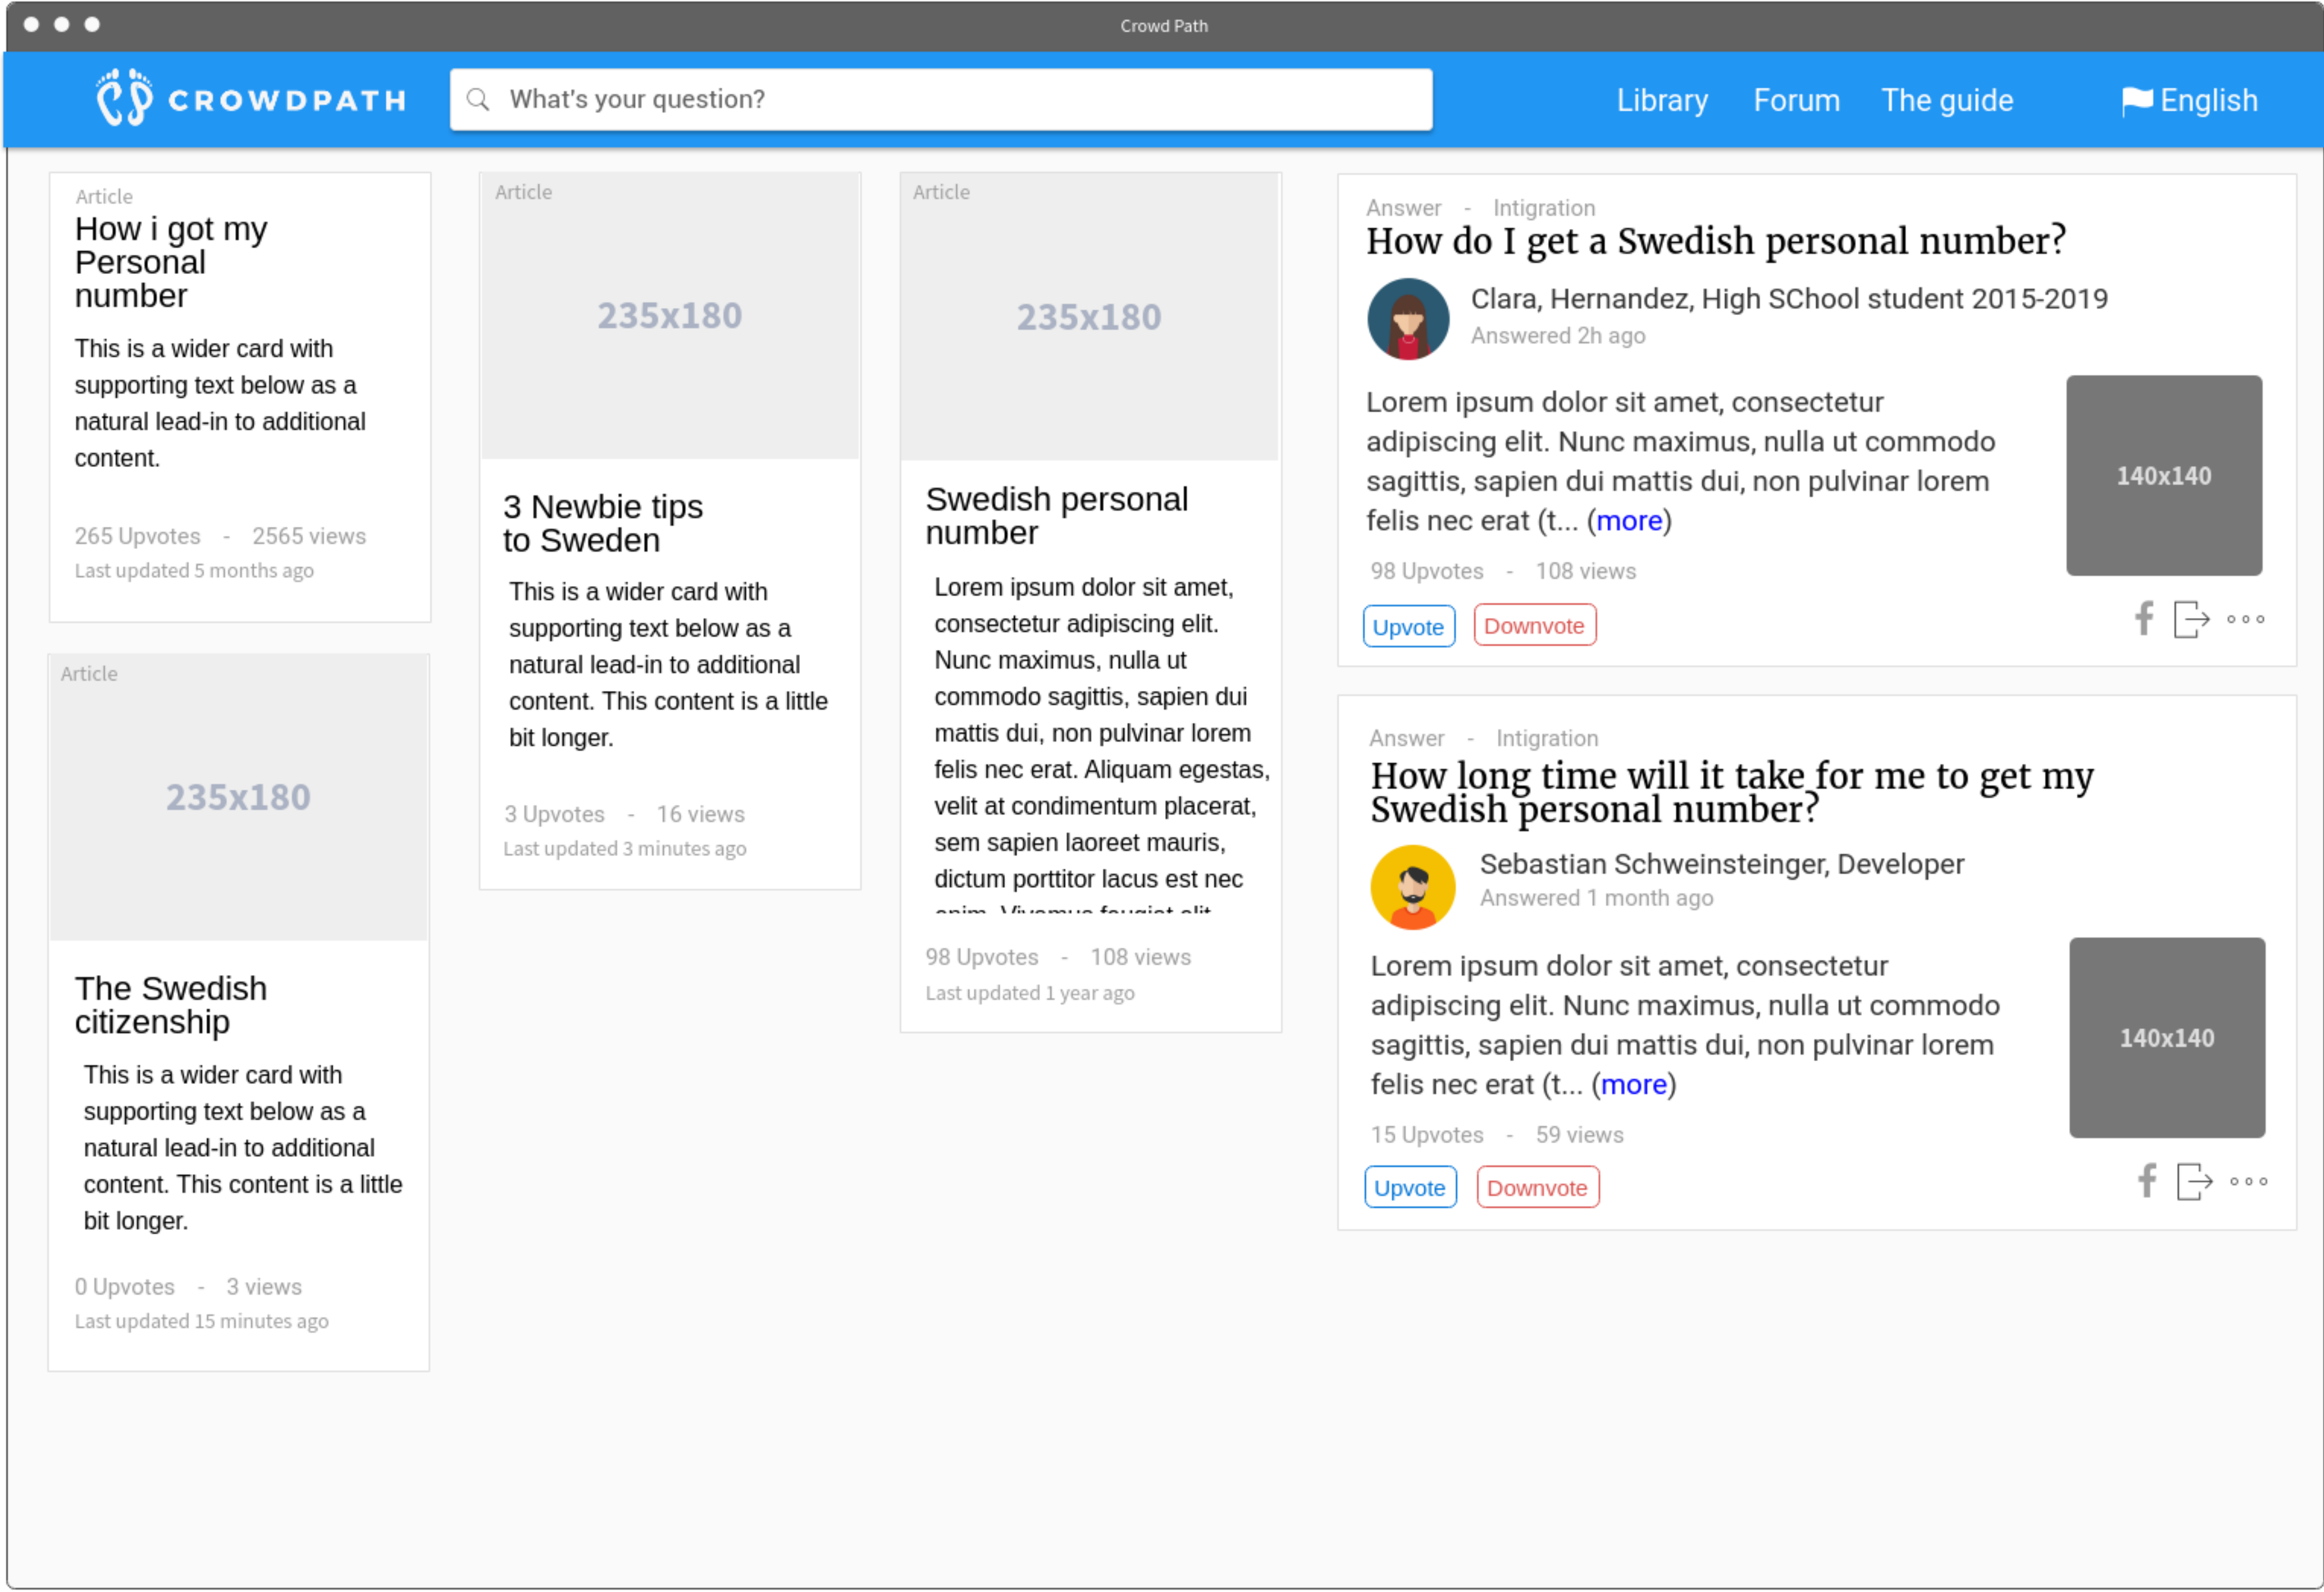 Crowd Path
CROWDPATH
What's your question?
Library
Forum
The guide
English
Article
How i got my
Personal
number
This is a wider card with
supporting text below as a
natural lead-in to additional
content.
265 Upvotes - 2565 views
Last updated 5 months ago
Article
235x180
The Swedish
citizenship
This is a wider card with
supporting text below as a
natural lead-in to additional
content. This content is a little
bit longer.
0 Upvotes - 3 views
Last updated 15 minutes ago
Article
235x180
3 Newbie tips
to Sweden
This is a wider card with
supporting text below as a
natural lead-in to additional
content. This content is a little
bit longer.
3 Upvotes - 16 views
Last updated 3 minutes ago
Article
235x180
Swedish personal
number
Lorem ipsum dolor sit amet,
consectetur adipiscing elit.
Nunc maximus, nulla ut
commodo sagittis, sapien dui
mattis dui, non pulvinar lorem
felis nec erat. Aliquam egestas,
velit at condimentum placerat,
sem sapien laoreet mauris,
dictum porttitor lacus est nec
98 Upvotes - 108 views
Last updated 1 year ago
Answer - Intigration
How do I get a Swedish personal number?
Clara, Hernandez, High SChool student 2015-2019
Answered 2h ago
Lorem ipsum dolor sit amet, consectetur
adipiscing elit. Nunc maximus, nulla ut commodo
sagittis, sapien dui mattis dui, non pulvinar lorem
felis nec erat (t... (more)
140x140
98 Upvotes - 108 views
Upvote
Downvote
Answer - Intigration
How long time will it take for me to get my
Swedish personal number?
Sebastian Schweinsteinger, Developer
Answered 1 month ago
Lorem ipsum dolor sit amet, consectetur
adipiscing elit. Nunc maximus, nulla ut commodo
sagittis, sapien dui mattis dui, non pulvinar lorem
felis nec erat (t... (more)
140x140
15 Upvotes - 59 views
Upvote
Downvote